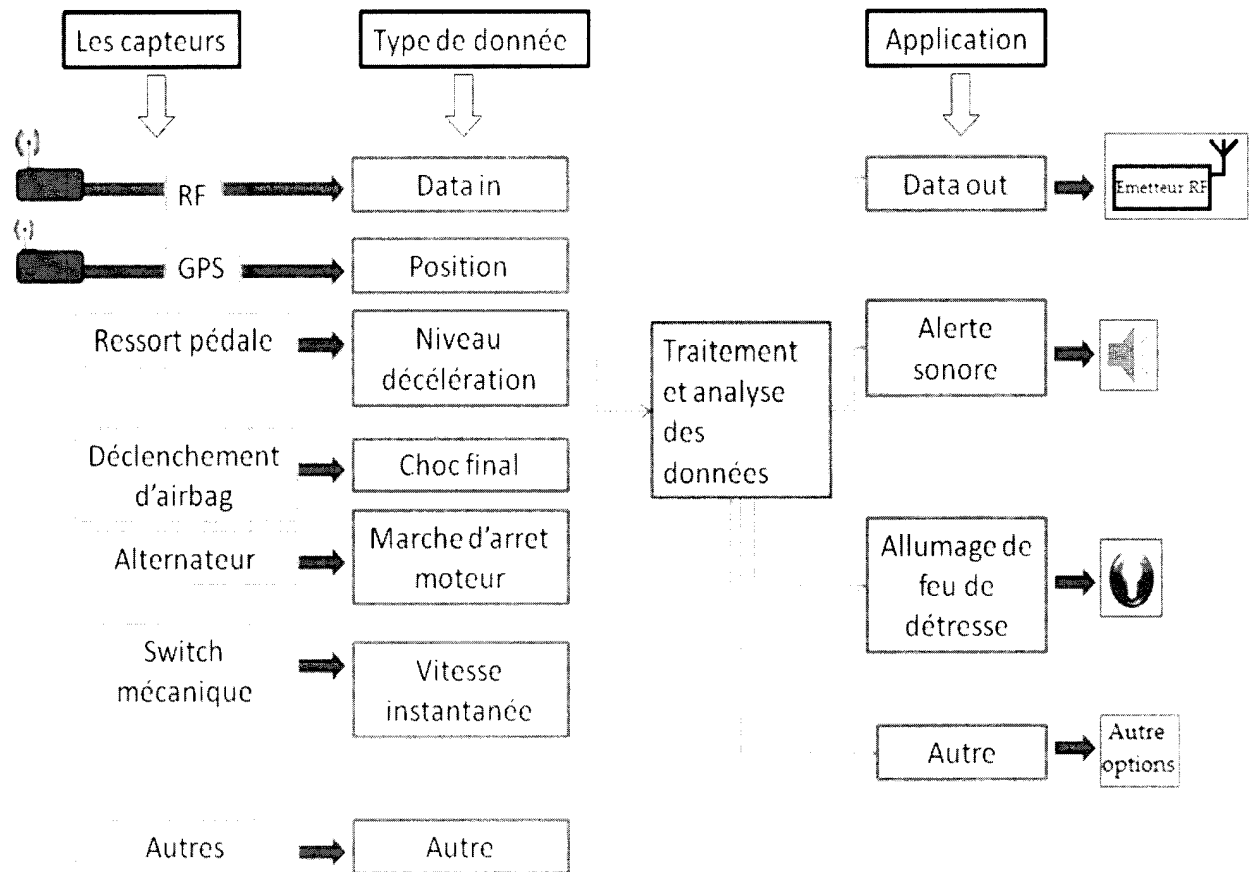 Les capteurs
Type de donnée
Application
RF
Data in
Data out
Emetteur RF
GPS
Position
Ressort pédale
Niveau
décélération
Traitement
et analyse
des
données
Alerte
sonore
Déclenchement
d'airbag
Choc final
Alternateur
Marche d'arret
moteur
Allumage de
feu de
détresse
Switch
mécanique
Vitesse
instantanée
Autre
Autre
options
Autres
Autre